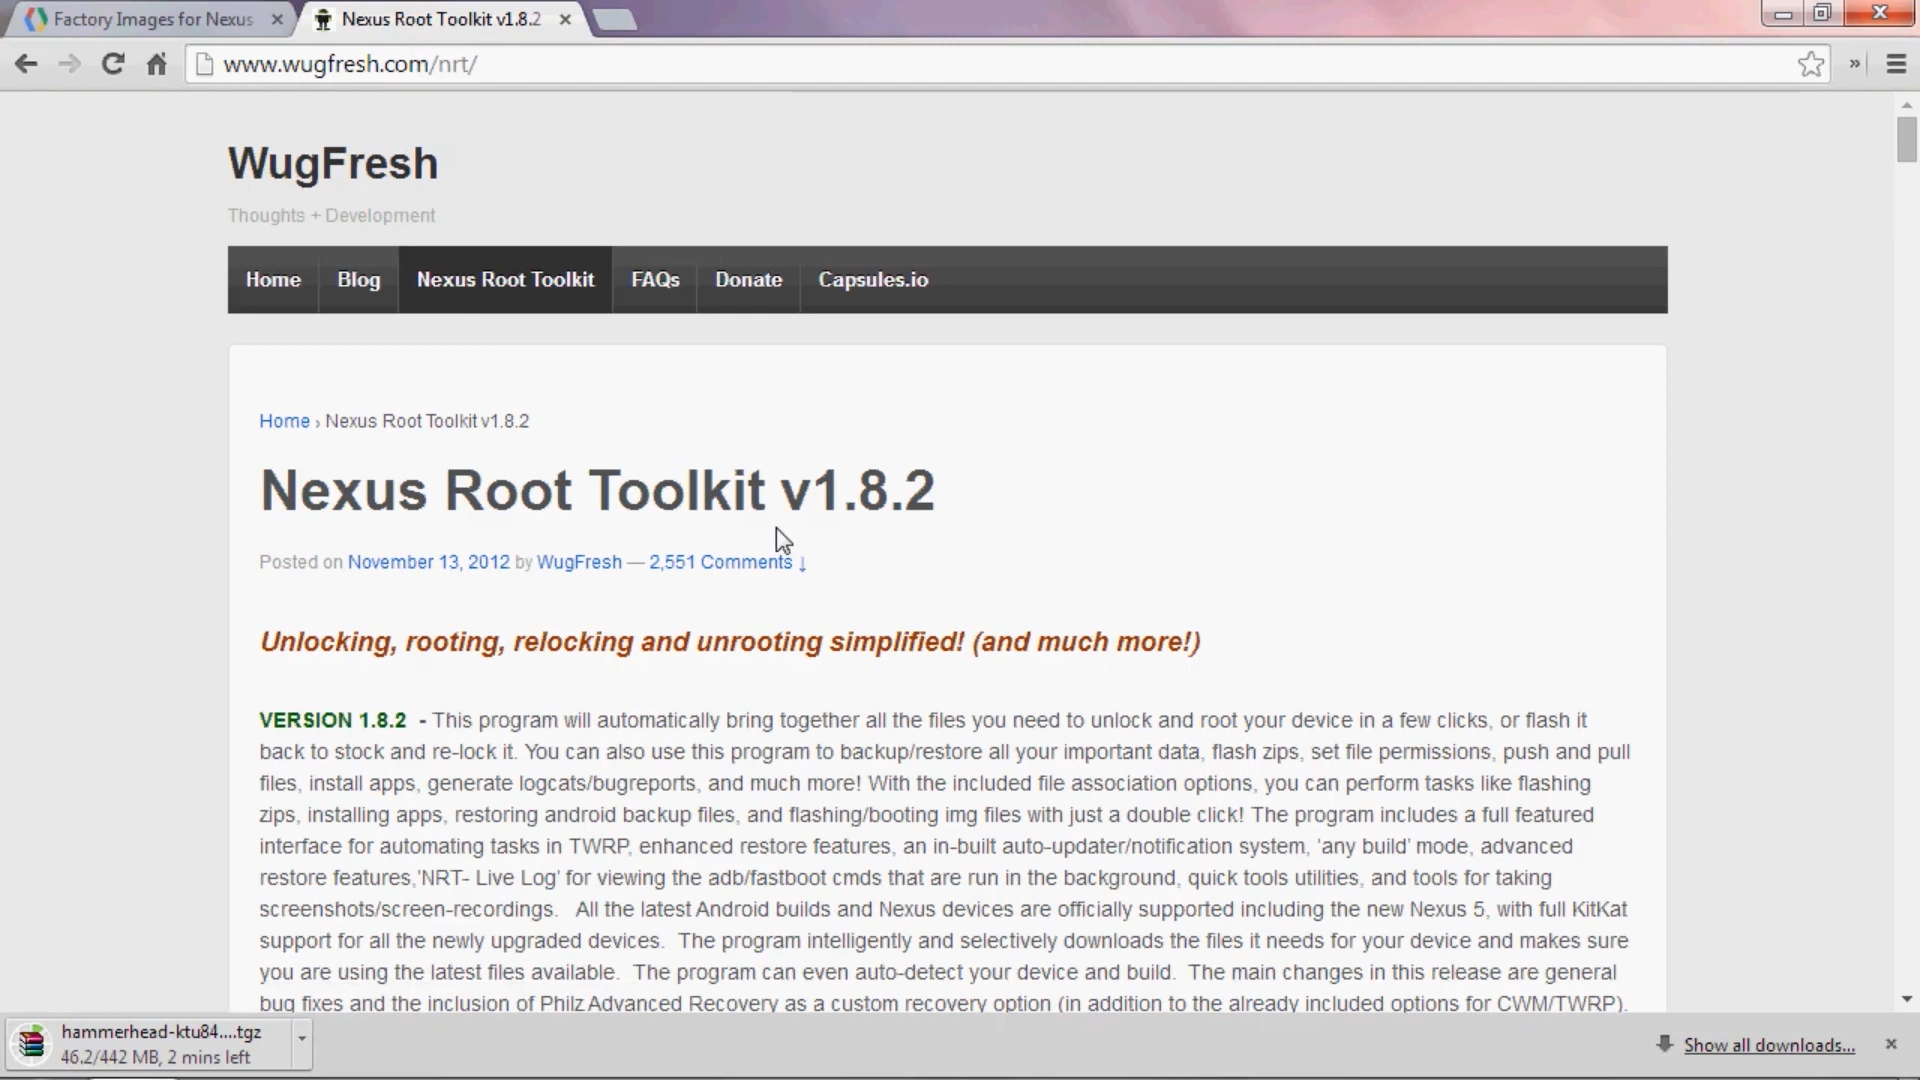 Factory Images for Nexus
Nexus Root Toolkit v1.8.2
www.wugfresh.com/nrt/
WugFresh
Thoughts + Development
Home
Blog
Nexus Root Toolkit
FAQs
Donate
Capsules.io
Home › Nexus Root Toolkit v1.8.2
Nexus Root Toolkit v1.8.2
Posted on November 13, 2012 by WugFresh — 2,551 Comments ↓
Unlocking, rooting, relocking and unrooting simplified! (and much more!)
VERSION 1.8.2 - This program will automatically bring together all the files you need to unlock and root your device in a few clicks, or flash it
back to stock and re-lock it. You can also use this program to backup/restore all your important data, flash zips, set file permissions, push and pull
files, install apps, generate logcats/bugreports, and much more! With the included file association options, you can perform tasks like flashing
zips, installing apps, restoring android backup files, and flashing/booting img files with just a double click! The program includes a full featured
interface for automating tasks in TWRP, enhanced restore features, an in-built auto-updater/notification system, 'any build' mode, advanced
restore features,'NRT- Live Log' for viewing the adb/fastboot cmds that are run in the background, quick tools utilities, and tools for taking
screenshots/screen-recordings.   All the latest Android builds and Nexus devices are officially supported including the new Nexus 5, with full KitKat
support for all the newly upgraded devices.  The program intelligently and selectively downloads the files it needs for your device and makes sure
you are using the latest files available.  The program can even auto-detect your device and build.  The main changes in this release are general
bug fixes and the inclusion of Philz Advanced Recovery as a custom recovery option (in addition to the already included options for CWM/TWRP).
hammerhead-ktu84....tgz
46.2/442 MB, 2 mins left
Show all downloads...